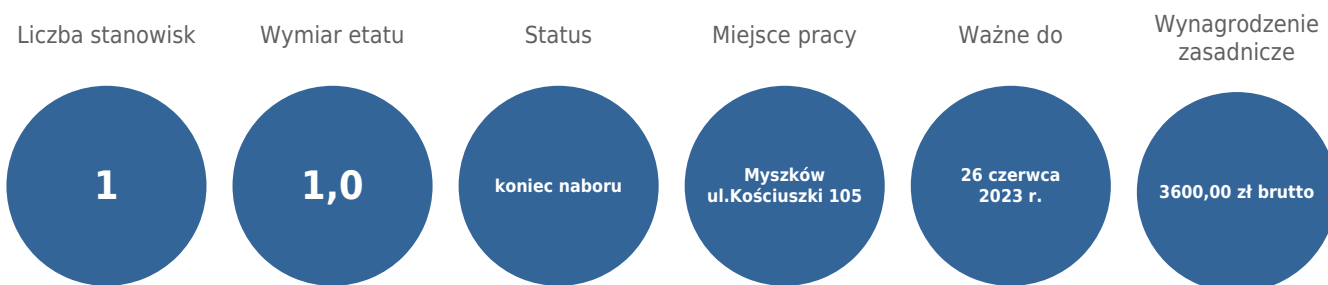 Liczba stanowisk
1
Wymiar etatu
1,0
Status
koniec naboru
Miejsce pracy
Myszków
ul.Kościuszki 105
Ważne do
26 czerwca
2023 r.
Wynagrodzenie
zasadnicze
3600,00 zł brutto